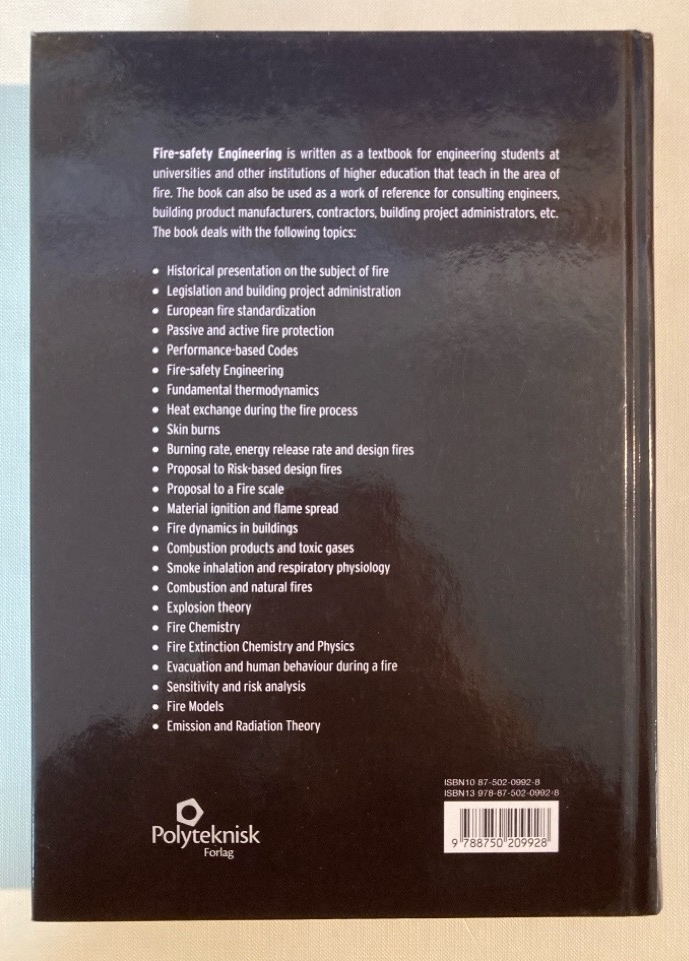 Fire-safety Engineering is written as a textbook for engineering students at
universities and other institutions of higher education that teach in the area of
fire. The book can also be used as a work of reference for consulting engineers,
building product manufacturers, contractors, building project administrators, etc.
The book deals with the following topics:
• Historical presentation on the subject of fire
• Legislation and building project administration
• European fire standardization
• Passive and active fire protection
• Performance-based Codes
• Fire-safety Engineering
• Fundamental thermodynamics
• Heat exchange during the fire process
• Skin burns
• Burning rate, energy release rate and design fires
• Proposal to Risk-based design fires
• Proposal to a Fire scale
• Material ignition and flame spread
• Fire dynamics in buildings
• Combustion products and toxic gases
• Smoke inhalation and respiratory physiology
• Combustion and natural fires
• Explosion theory
• Fire Chemistry
• Fire Extinction Chemistry and Physics
• Evacuation and human behaviour during a fire
• Sensitivity and risk analysis
• Fire Models
• Emission and Radiation Theory
ISBN10 87-502-0992-8
ISBN13 978-87-502-0992-8
9 788750 209928
Polyteknisk
Forlag